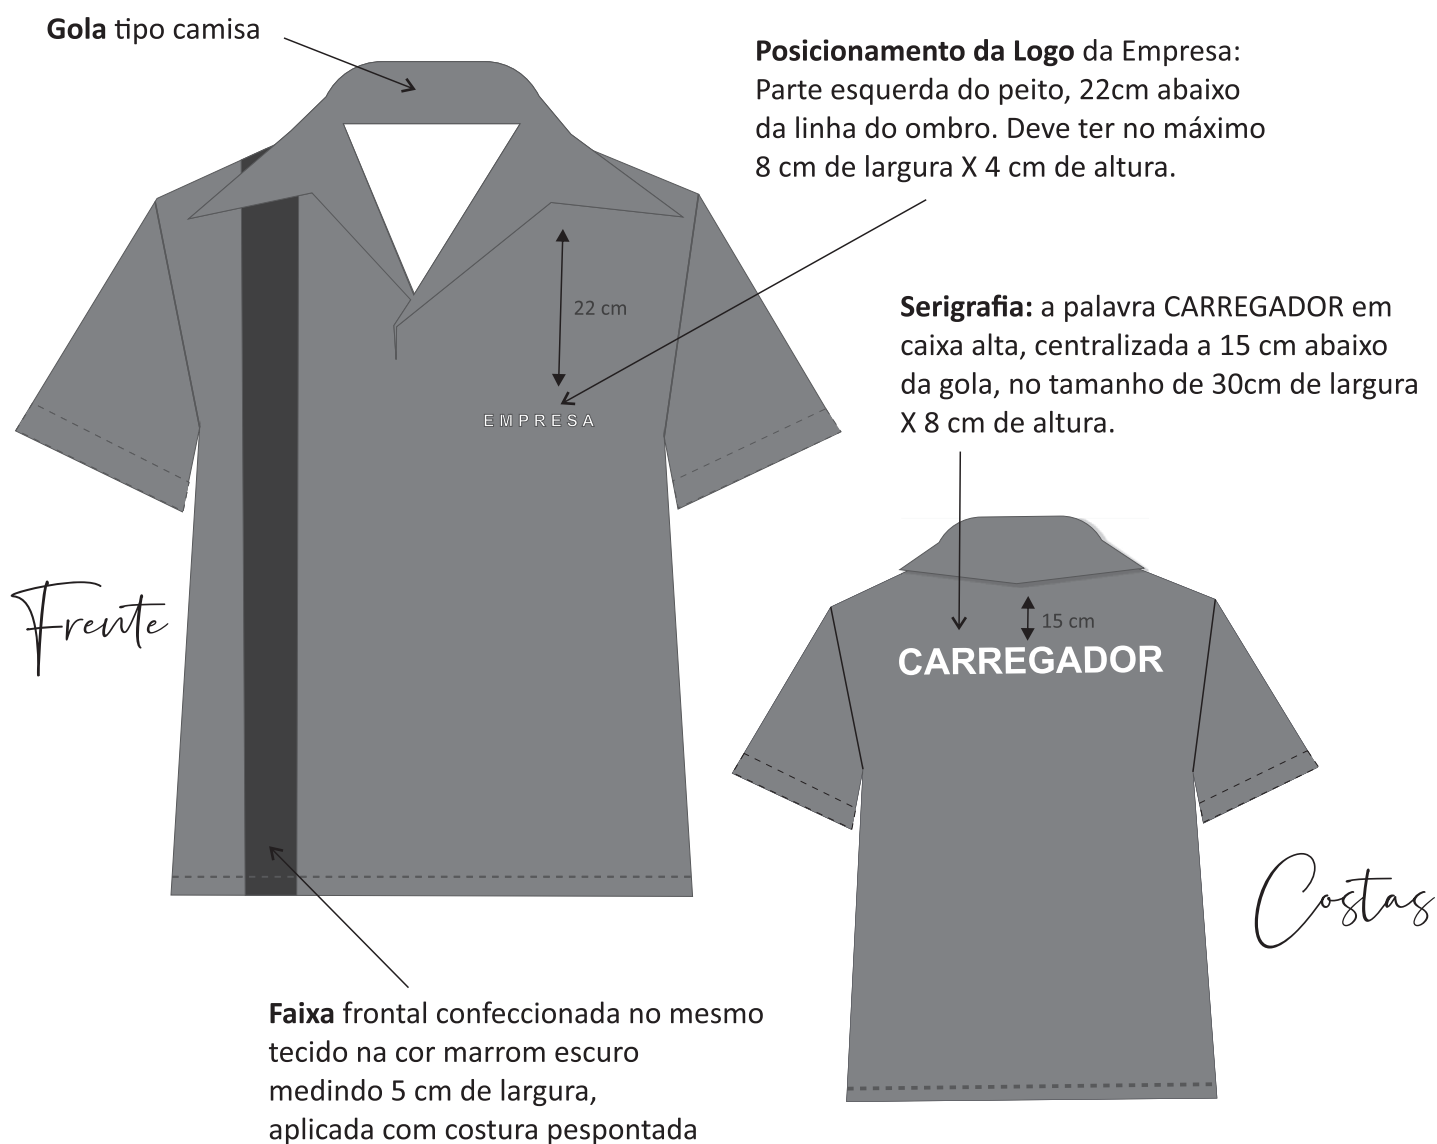 Gola tipo camisa
Posicionamento da Logo da Empresa:
Parte esquerda do peito, 22cm abaixo
da linha do ombro. Deve ter no máximo
8 cm de largura X 4 cm de altura.
22 cm
EMPRESA
Serigrafia: a palavra CARREGADOR em
caixa alta, centralizada a 15 cm abaixo
da gola, no tamanho de 30cm de largura
X 8 cm de altura.
Frente
15 cm
CARREGADOR
Costas
Faixa frontal confeccionada no mesmo
tecido na cor marrom escuro
medindo 5 cm de largura,
aplicada com costura pespontada